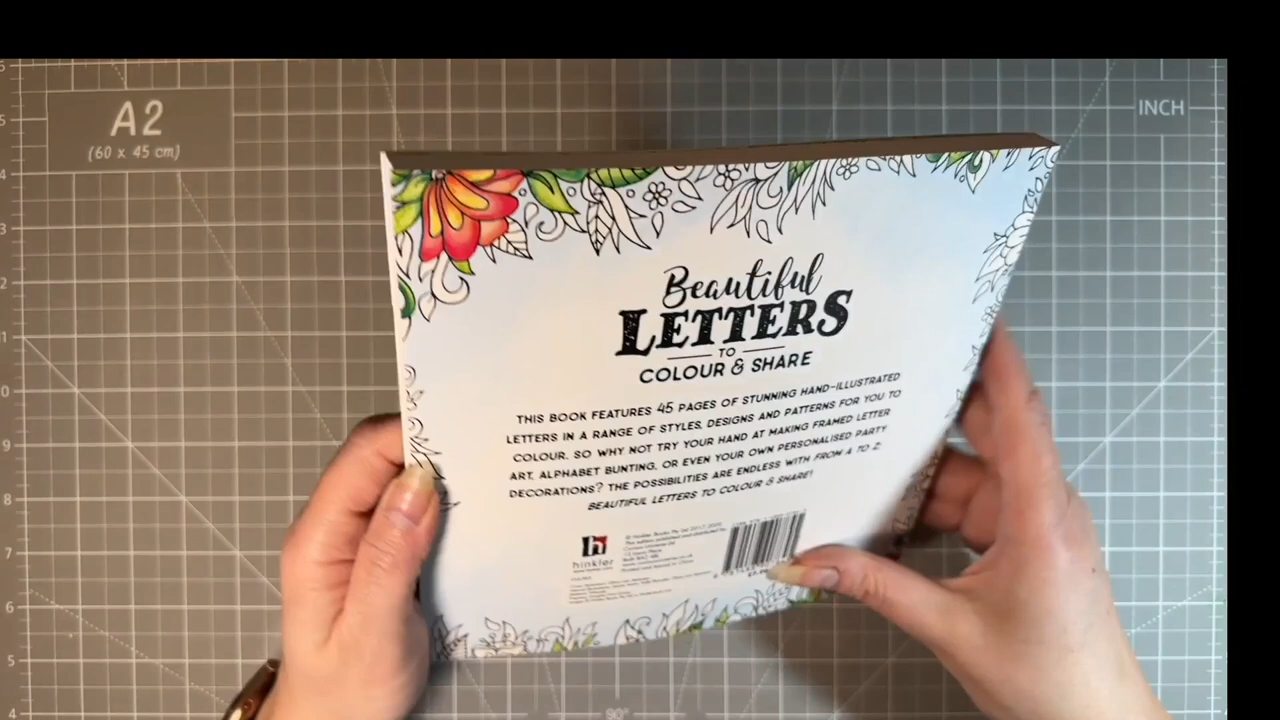 A2
(60 x 45 cm)
INCH
Beautiful
LETTERS
TO
COLOUR & SHARE
THIS BOOK FEATURES 45 PAGES OF STUNNING HAND-ILLUSTRATED
LETTERS IN A RANGE OF STYLES, DESIGNS AND PATTERNS FOR YOU TO
COLOUR. SO WHY NOT TRY YOUR HAND AT MAKING FRAMED LETTER
ART, ALPHABET BUNTING, OR EVEN YOUR OWN PERSONALISED PARTY
DECORATIONS? THE POSSIBILITIES ARE ENDLESS WITH FROM A TO Z:
BEAUTIFUL LETTERS TO COLOUR & SHARE!
hinkler
90°